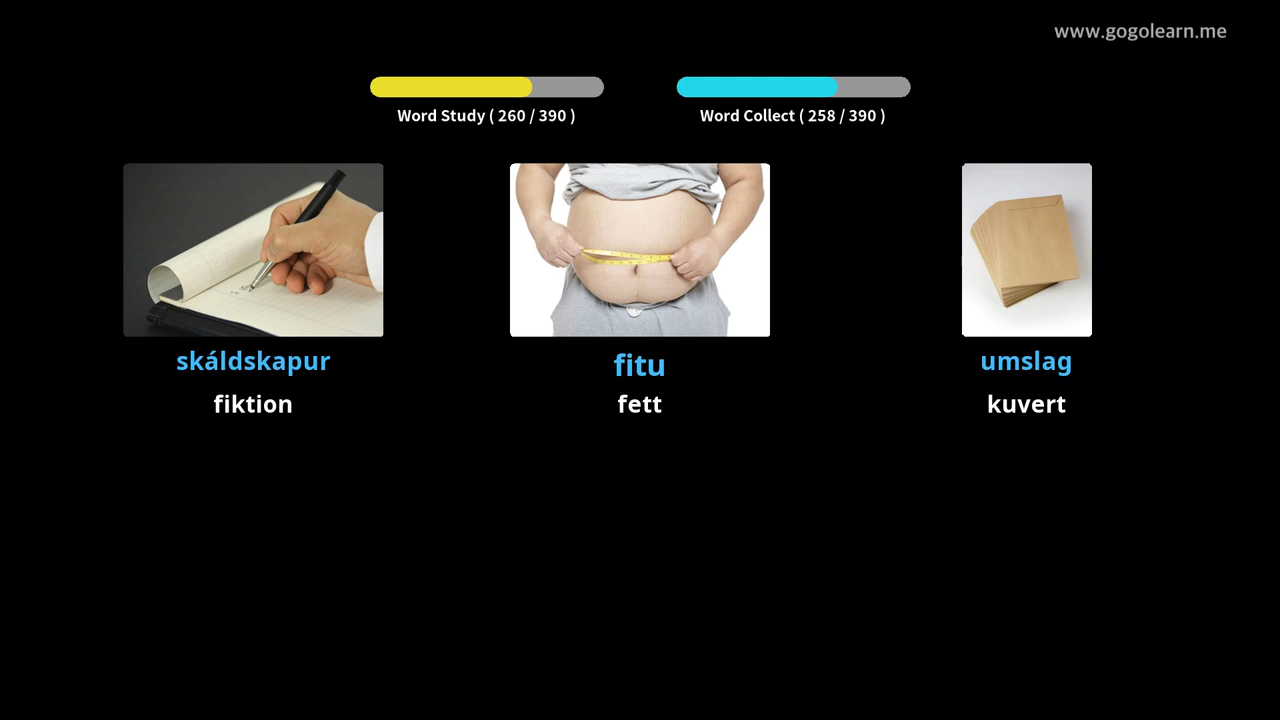 www.gogolearn.me
Word Study ( 260 / 390 )
Word Collect ( 258 / 390 )
skáldskapur
fitu
umslag
fiktion
fett
kuvert